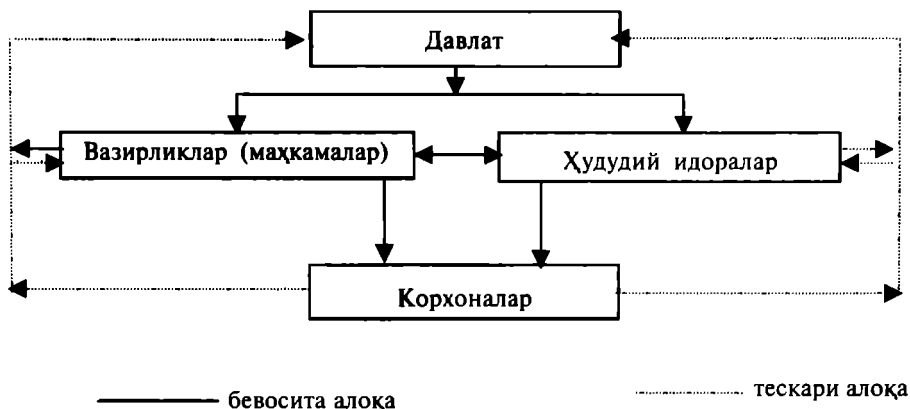 Давлат
Вазирликлар (маҳкамалар)
Ҳудудий идоралар
Корхоналар
бевосита алоқа
тескари алоқа